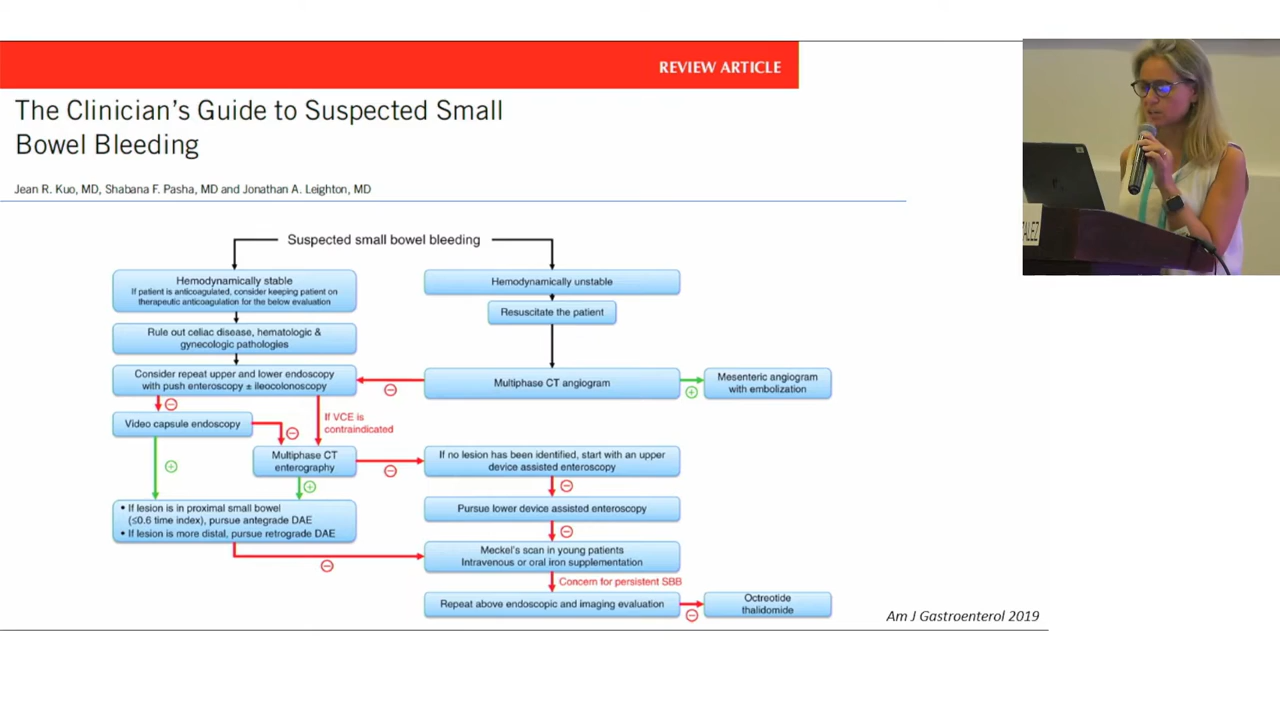 REVIEW ARTICLE
The Clinician's Guide to Suspected Small
Bowel Bleeding
Jean R. Kuo, MD, Shabana F. Pasha, MD and Jonathan A. Leighton, MD
Suspected small bowel bleeding
Hemodynamically stable
If patient is anticoagulated, consider keeping patient on
therapeutic anticoagulation for the below evaluation
Hemodynamically unstable
Resuscitate the patient
Rule out celiac disease, hematologic &
gynecologic pathologies
Consider repeat upper and lower endoscopy
with push enteroscopy ± ileocolonoscopy
Multiphase CT angiogram
Mesenteric angiogram
with embolization
Video capsule endoscopy
If VCE is
contraindicated
Multiphase CT
enterography
If no lesion has been identified, start with an upper
device assisted enteroscopy
• If lesion is in proximal small bowel
(≤0.6 time index), pursue antegrade DAE
• If lesion is more distal, pursue retrograde DAE
Pursue lower device assisted enteroscopy
Meckel's scan in young patients
Intravenous or oral iron supplementation
Concern for persistent SBB
Repeat above endoscopic and imaging evaluation
Octreotide
thalidomide
Am J Gastroenterol 2019